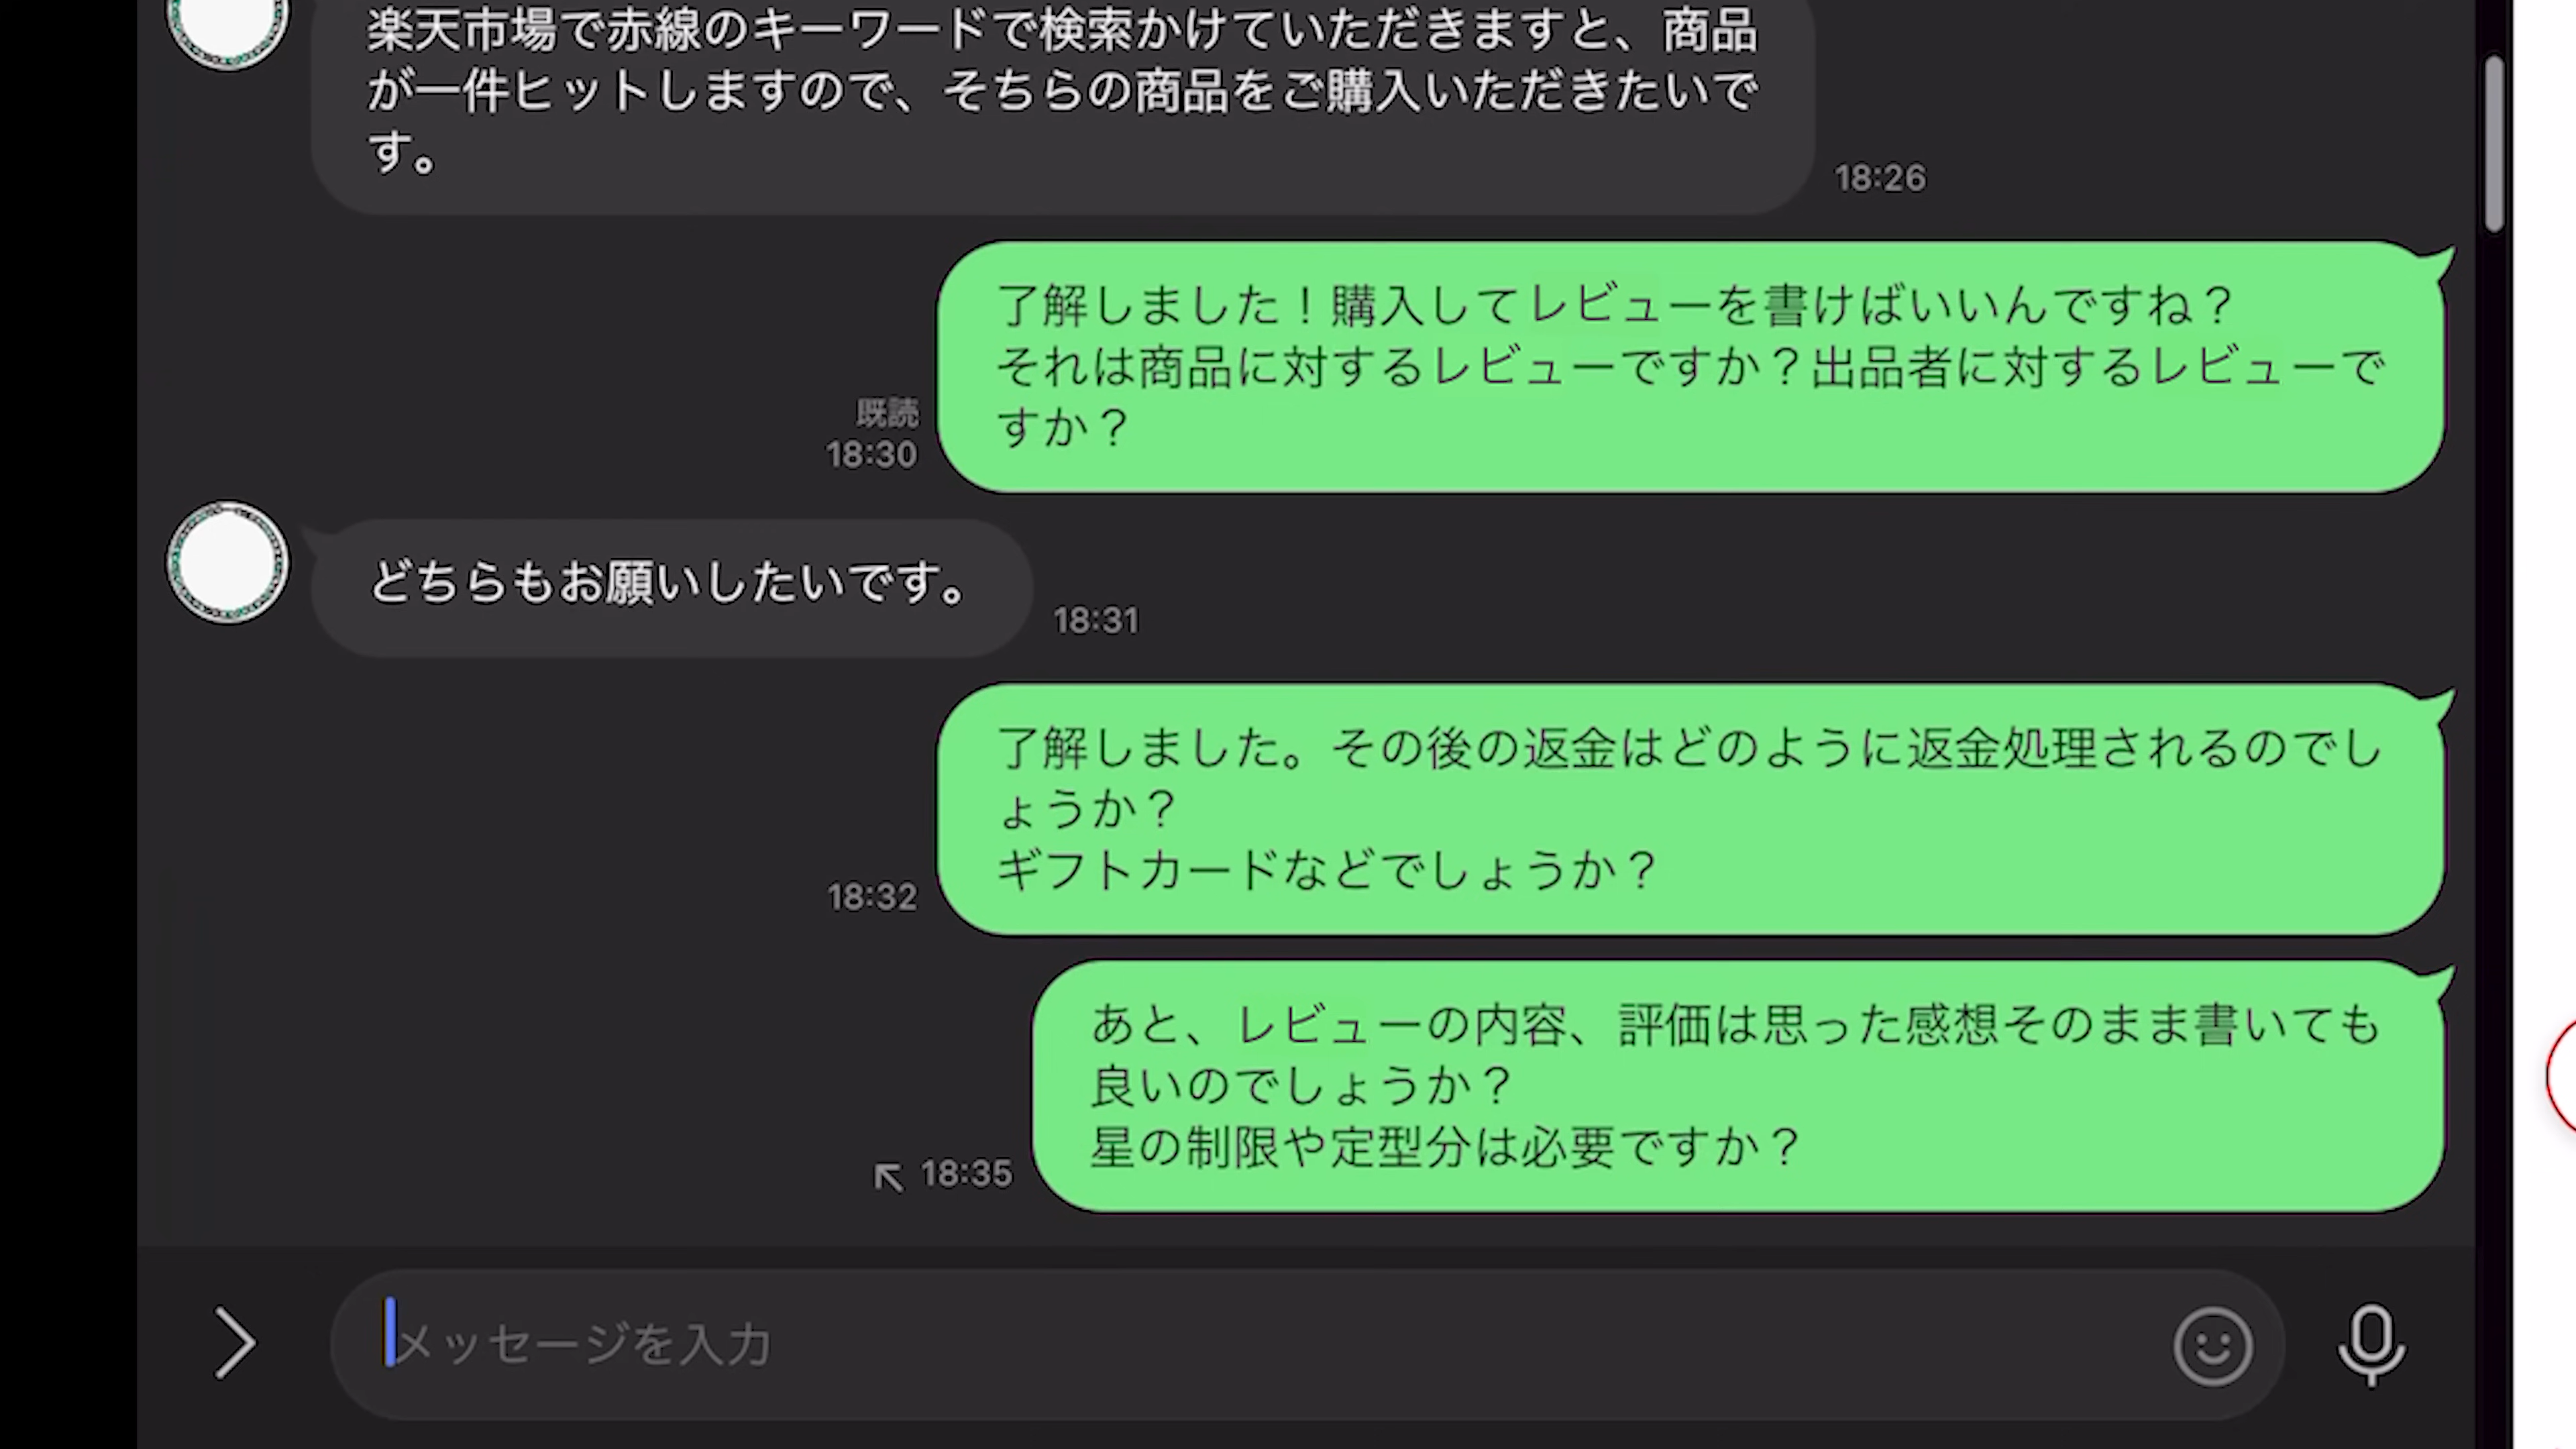 楽天市場で赤線のキーワードで検索かけていただきますと、商品
が一件ヒットしますので、そちらの商品をご購入いただきたいで
す。
18:26
了解しました！購入してレビューを書けばいいんですね？
それは商品に対するレビューですか？出品者に対するレビューで
すか？
既読
18:30
どちらもお願いしたいです。
18:31
了解しました。その後の返金はどのように返金処理されるのでし
ょうか？
ギフトカードなどでしょうか？
18:32
あと、レビューの内容、評価は思った感想そのまま書いても
良いのでしょうか？
星の制限や定型分は必要ですか？
18:35
メッセージを入力